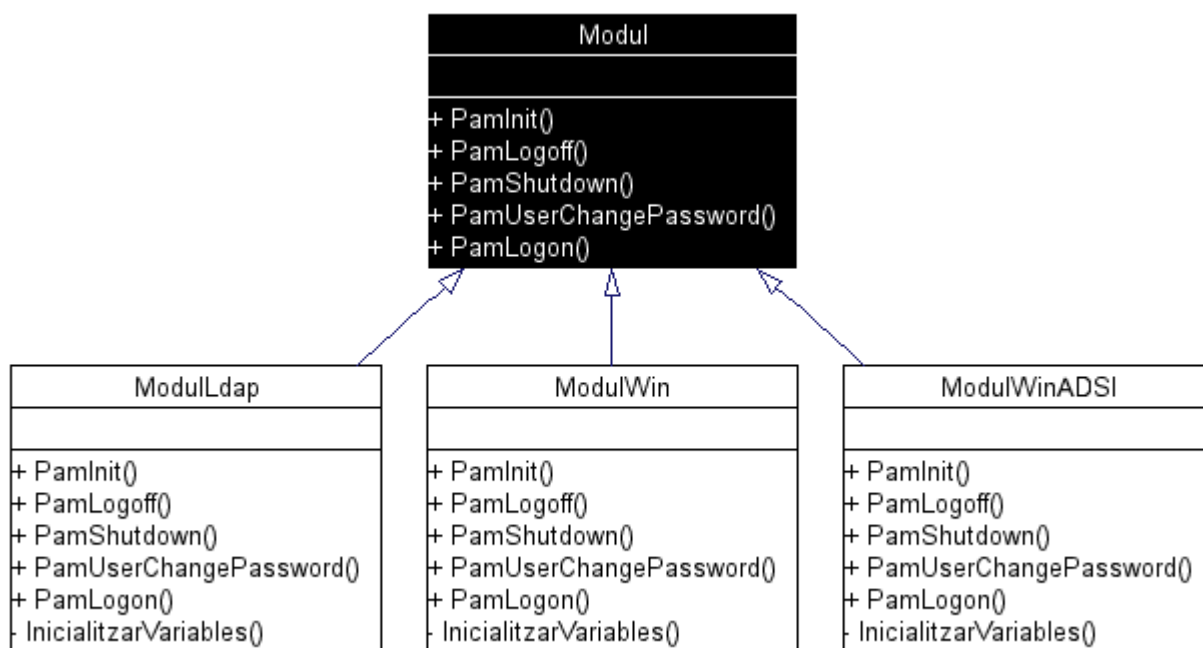 Modul
+ PamInit()
+ PamLogoff()
+ PamShutdown()
+ PamUserChangePassword()
+ PamLogon()
ModulLdap
+ PamInit()
+ PamLogoff()
+ PamShutdown()
+ PamUserChangePassword()
+ PamLogon()
- InicialitzarVariables()
ModulWin
+ PamInit()
+ PamLogoff()
+ PamShutdown()
+ PamUserChangePassword()
+ PamLogon()
- InicialitzarVariables()
ModulWinADSI
+ PamInit()
+ PamLogoff()
+ PamShutdown()
+ PamUserChangePassword()
+ PamLogon()
- InicialitzarVariables()